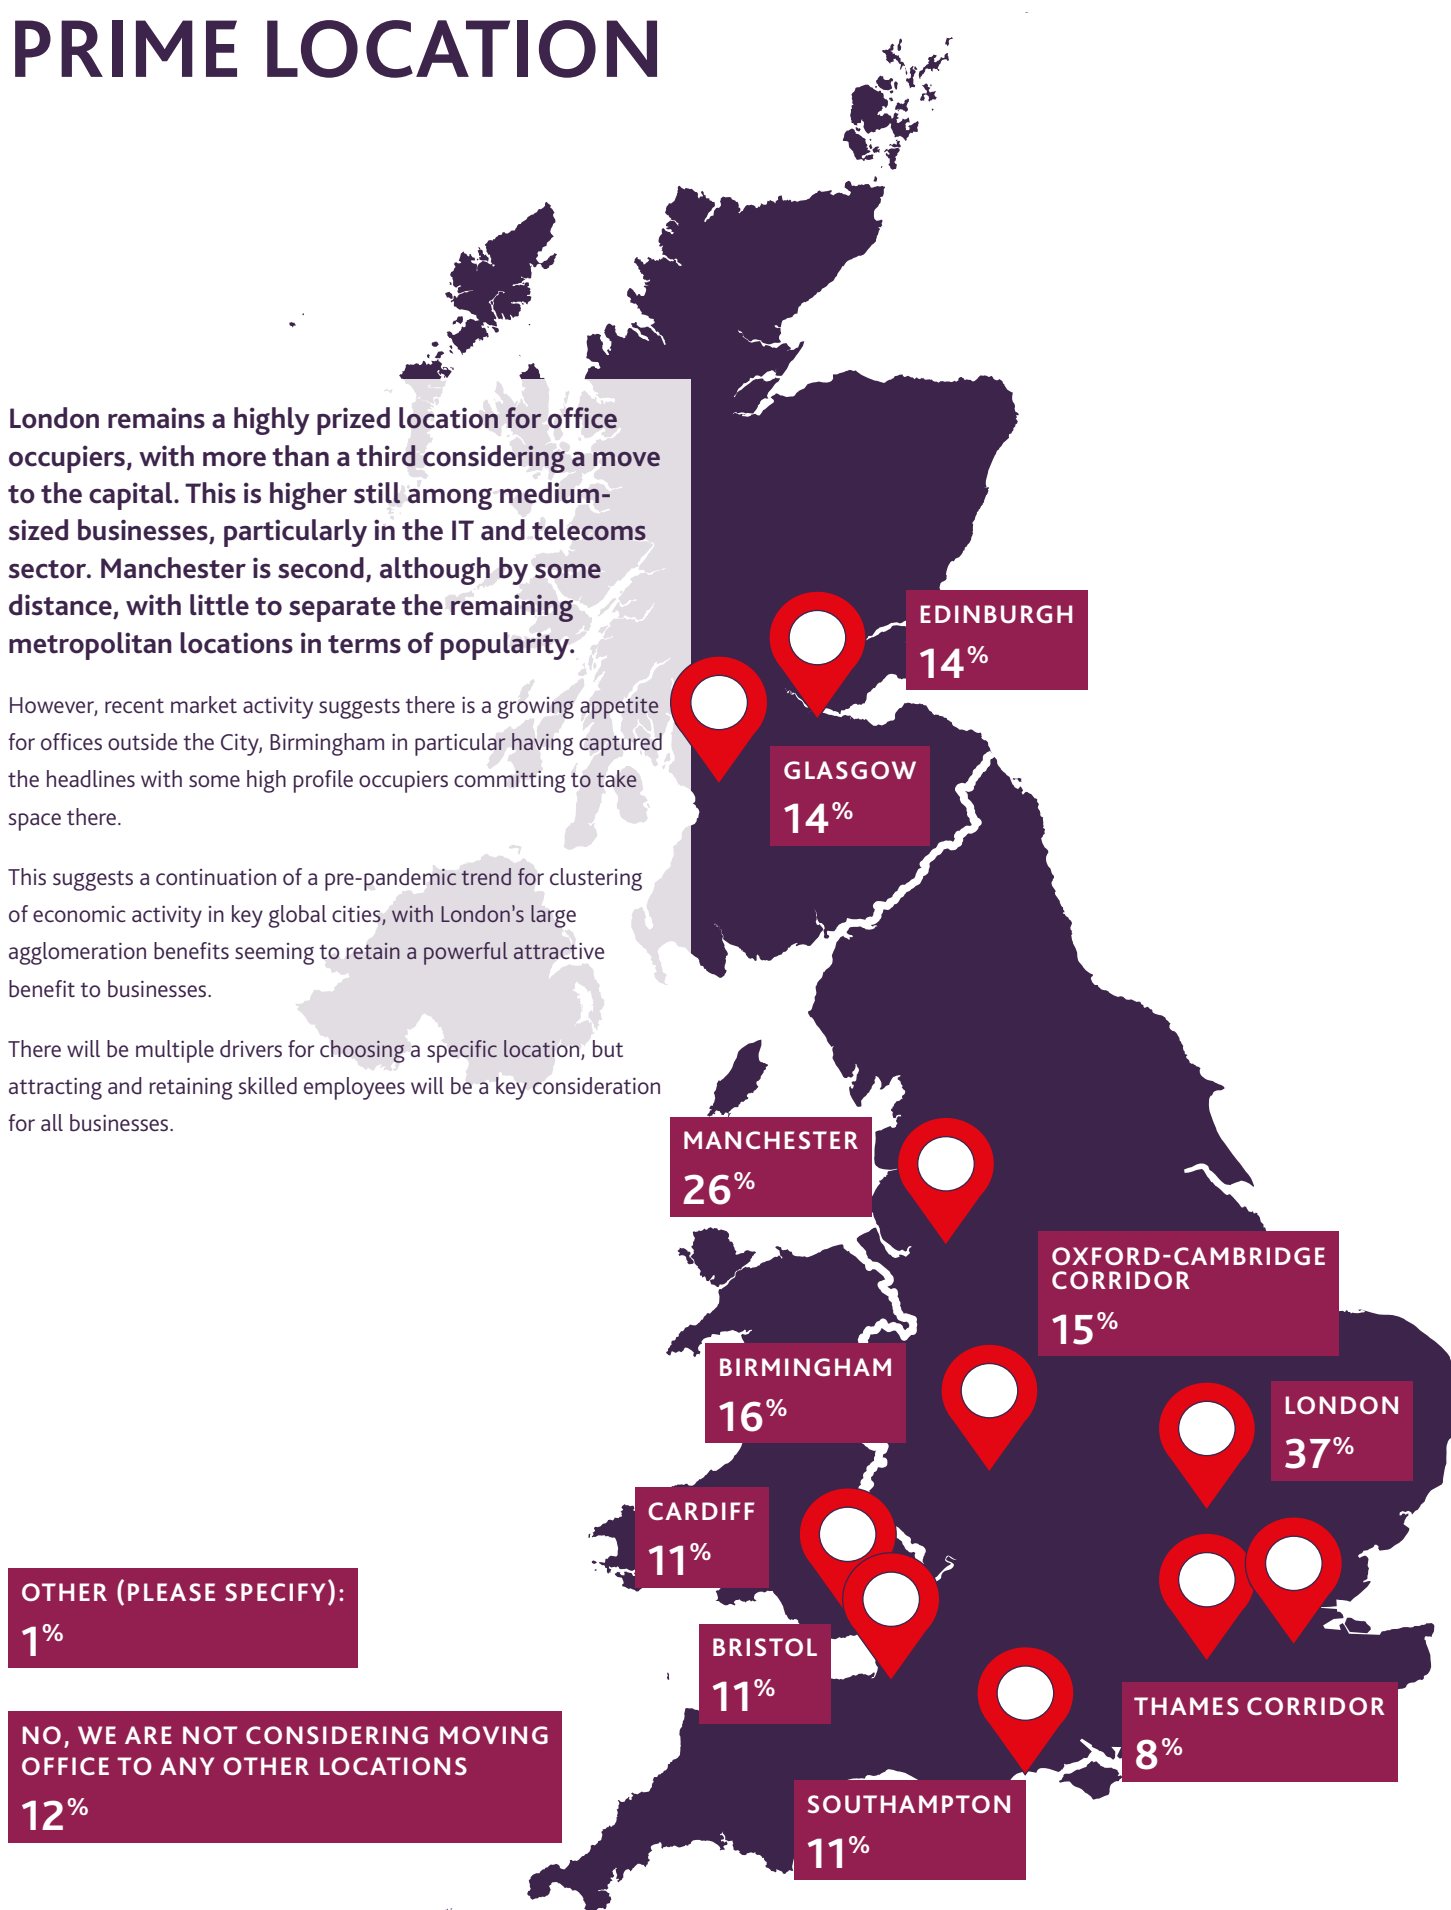 PRIME LOCATION
London remains a highly prized location for office
occupiers, with more than a third considering a move
to the capital. This is higher still among medium-
sized businesses, particularly in the IT and telecoms
sector. Manchester is second, although by some
distance, with little to separate the remaining
metropolitan locations in terms of popularity.
However, recent market activity suggests there is a growing appetite
for offices outside the City, Birmingham in particular having captured
the headlines with some high profile occupiers committing to take
space there.
This suggests a continuation of a pre-pandemic trend for clustering
of economic activity in key global cities, with London's large
agglomeration benefits seeming to retain a powerful attractive
benefit to businesses.
There will be multiple drivers for choosing a specific location, but
attracting and retaining skilled employees will be a key consideration
for all businesses.
EDINBURGH
14%
GLASGOW
14%
MANCHESTER
26%
OXFORD-CAMBRIDGE
CORRIDOR
15%
BIRMINGHAM
16%
LONDON
37%
CARDIFF
11%
BRISTOL
11%
THAMES CORRIDOR
8%
SOUTHAMPTON
11%
OTHER (PLEASE SPECIFY):
1%
NO, WE ARE NOT CONSIDERING MOVING
OFFICE TO ANY OTHER LOCATIONS
12%